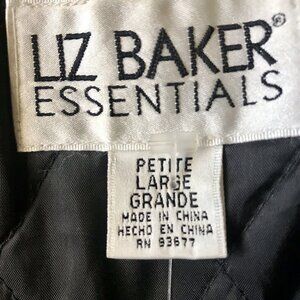 LIZ BAKER®
ESSENTIALS
PETITE
LARGE
GRANDE
MADE IN CHINA
HECHO EN CHINA
RN 93677